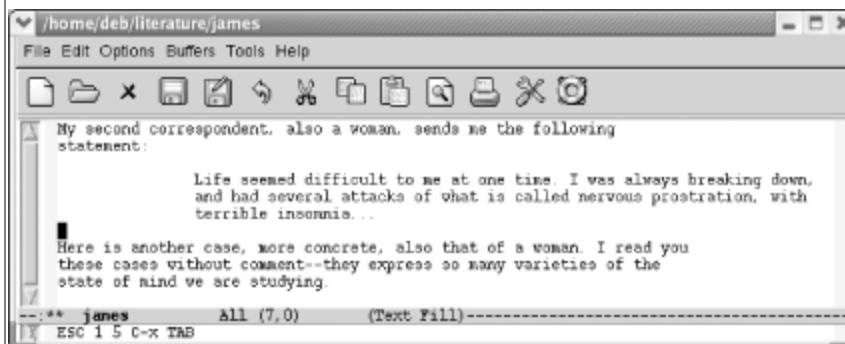 /home/deb/literature/james
File Edit Options Buffers Tools Help
My second correspondent, also a woman, sends me the following
statement:
Life seemed difficult to me at one time. I was always breaking down,
and had several attacks of what is called nervous prostration, with
terrible insomnia...
Here is another case, more concrete, also that of a woman. I read you
these cases without comment--they express so many varieties of the
state of mind we are studying.
--:** james All (7,0) (Text Fill)--------------------------------------------
ESC 1 5 C-x TAB